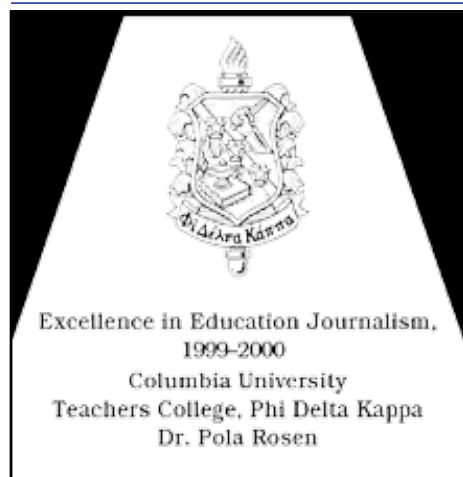 Φι Δελτα Καππα
Excellence in Education Journalism,
1999–2000
Columbia University
Teachers College, Phi Delta Kappa
Dr. Pola Rosen